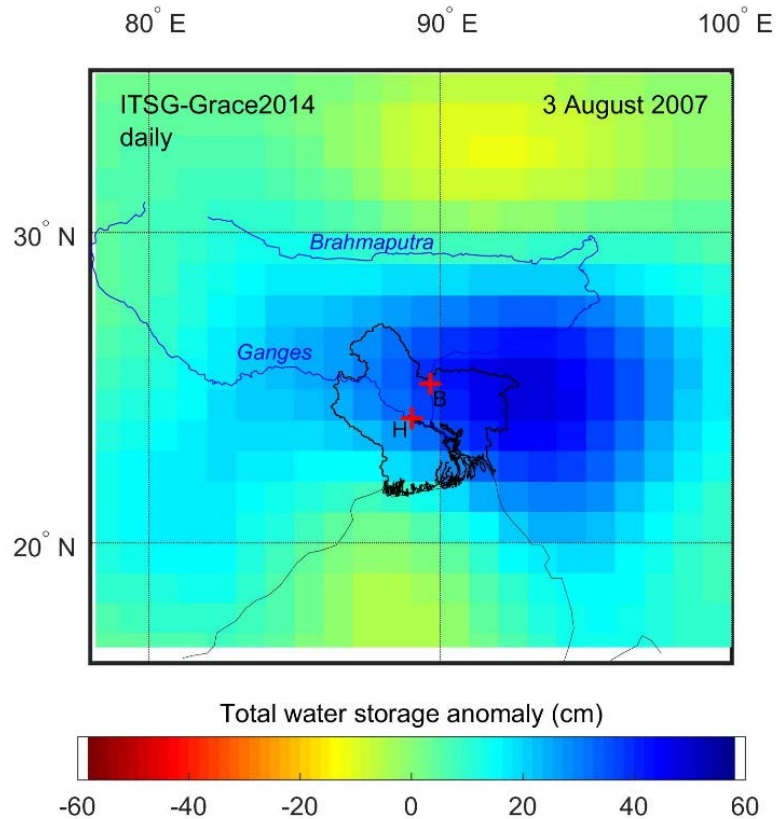 80° E 90° E 100° E
ITSG-Grace2014 3 August 2007
daily
30° N
Brahmaputra
Ganges
B
H
20° N
Total water storage anomaly (cm)
-60 -40 -20 0 20 40 60